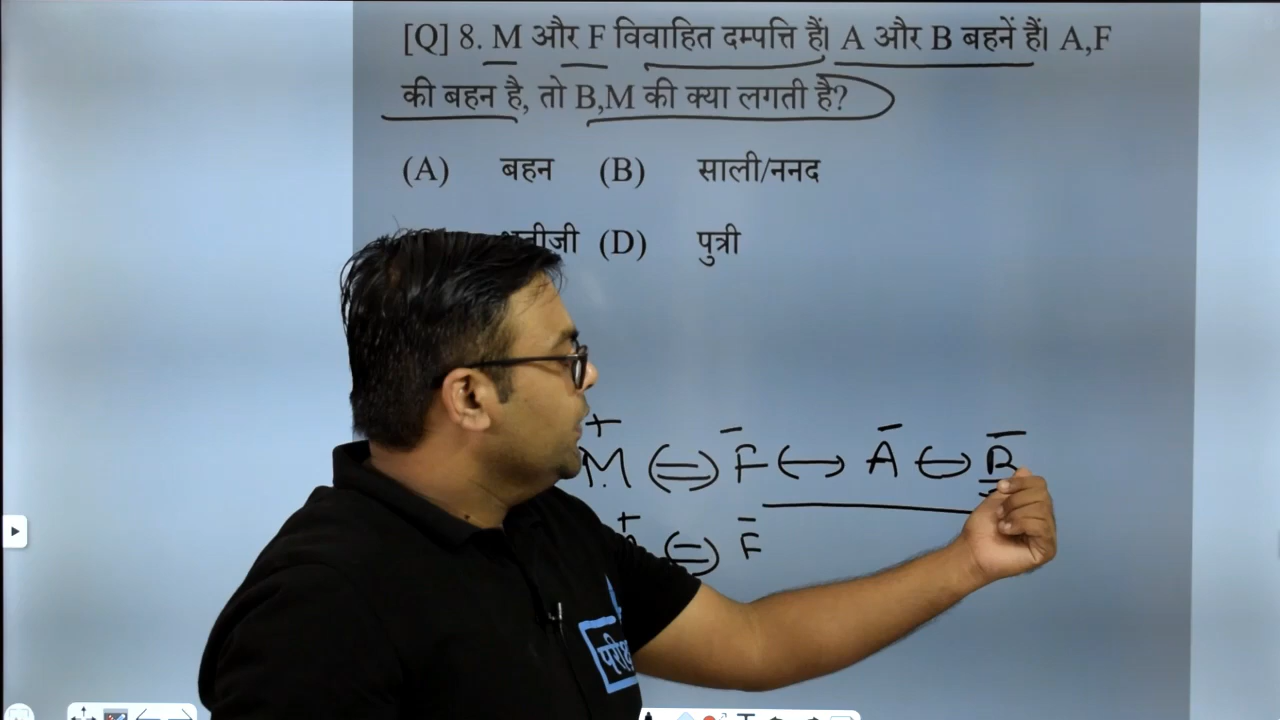 [Q] 8. M और F विवाहित दम्पत्ति हैं। A और B बहनें हैं। A,F
की बहन है, तो B,M की क्या लगती है?
(A) बहन (B) साली/ननद
(D) पुत्री
+ − − −
M ⇔ F ↔ A ↔ B
+ −
⇔ F